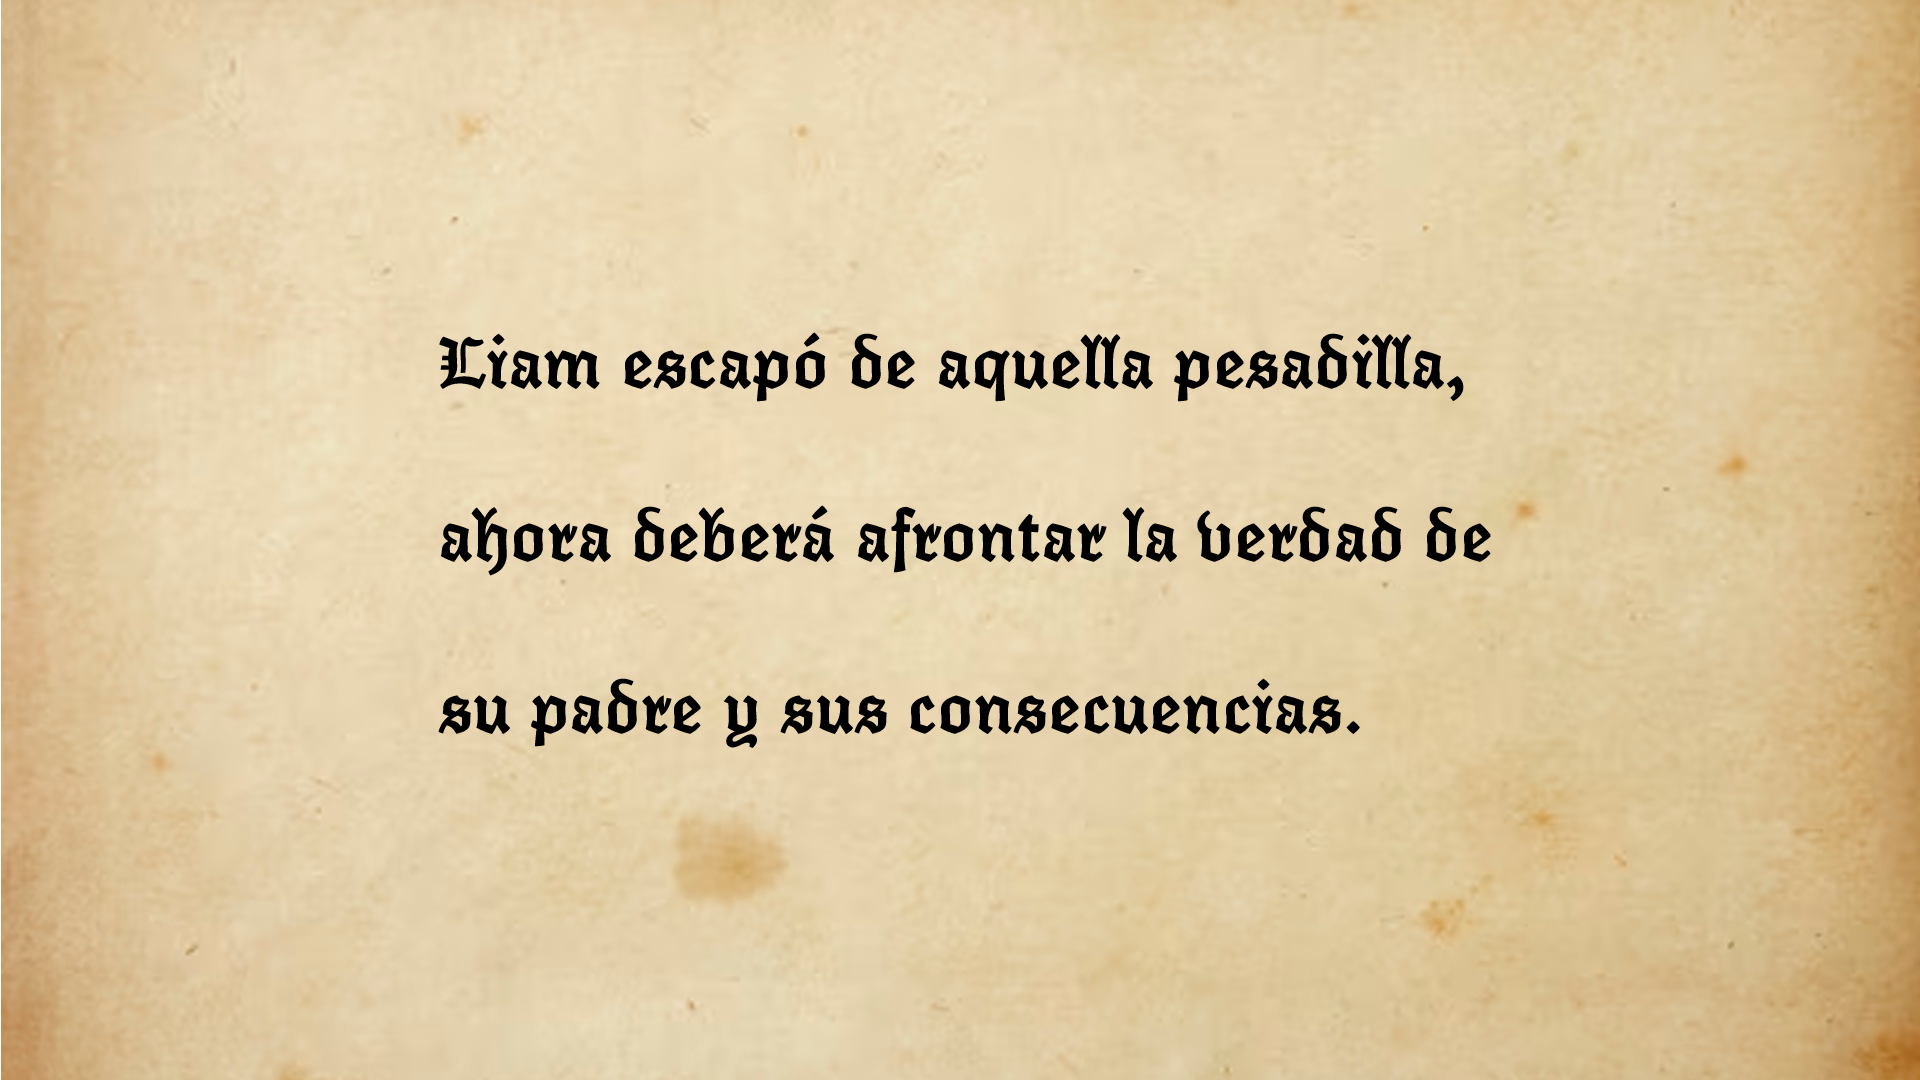 Liam escapó de aquella pesadilla,
ahora deberá afrontar la verdad de
su padre y sus consecuencias.